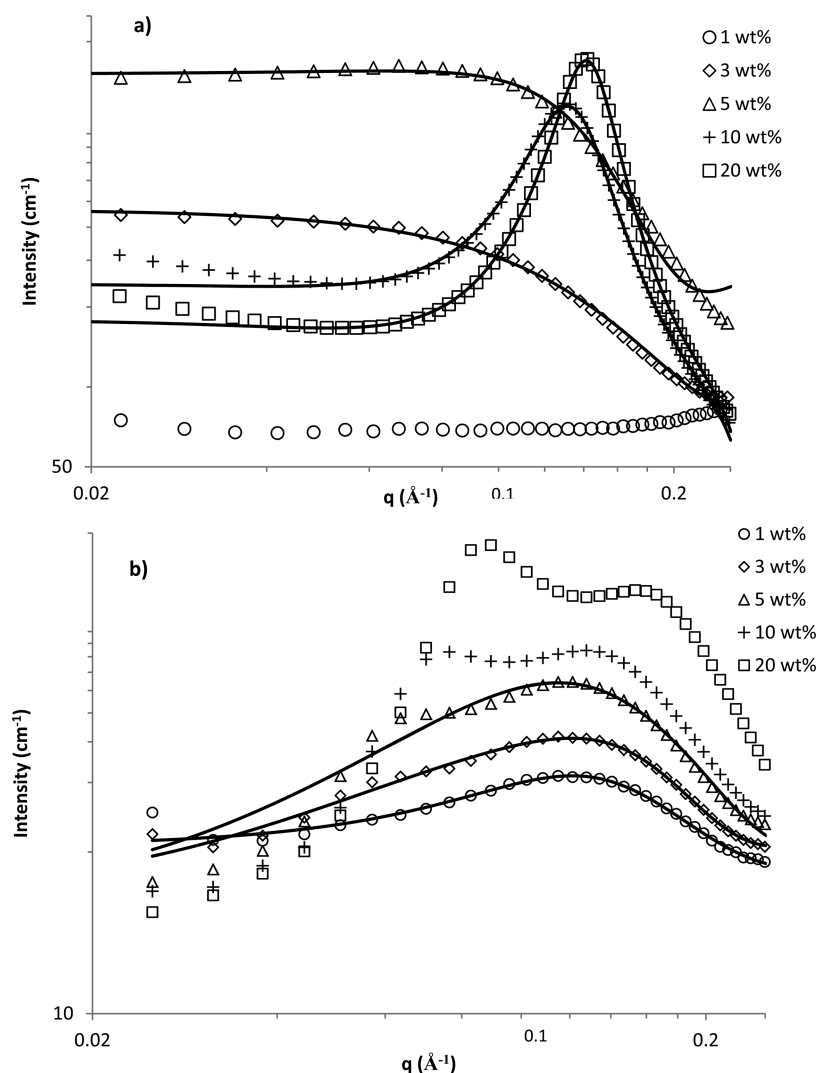 a)
1 wt%
3 wt%
5 wt%
10 wt%
20 wt%
Intensity (cm-1)
50
0.02
0.1
0.2
q (Å-1)
b)
1 wt%
3 wt%
5 wt%
10 wt%
20 wt%
Intensity (cm-1)
10
0.02
0.1
0.2
q (Å-1)